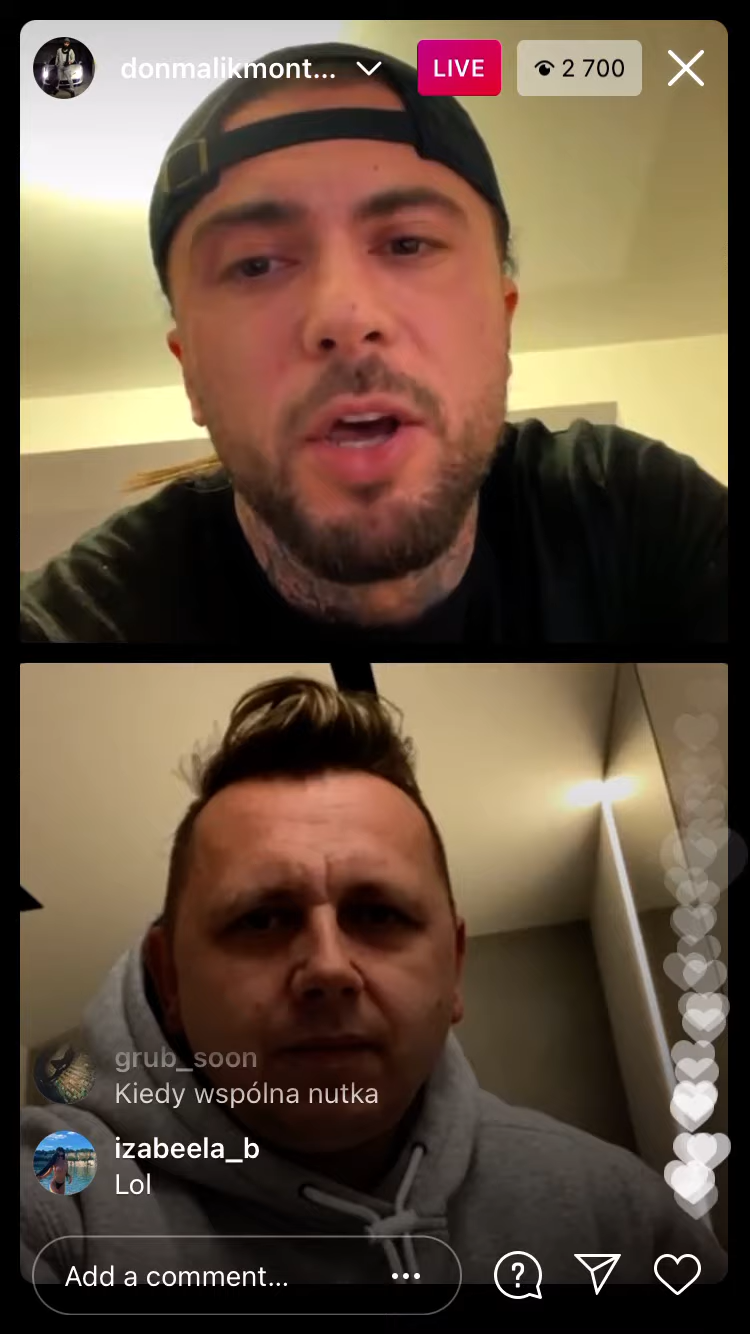 donmalikmont...
LIVE
2 700
grub_soon
Kiedy wspólna nutka
izabeela_b
Lol
Add a comment...